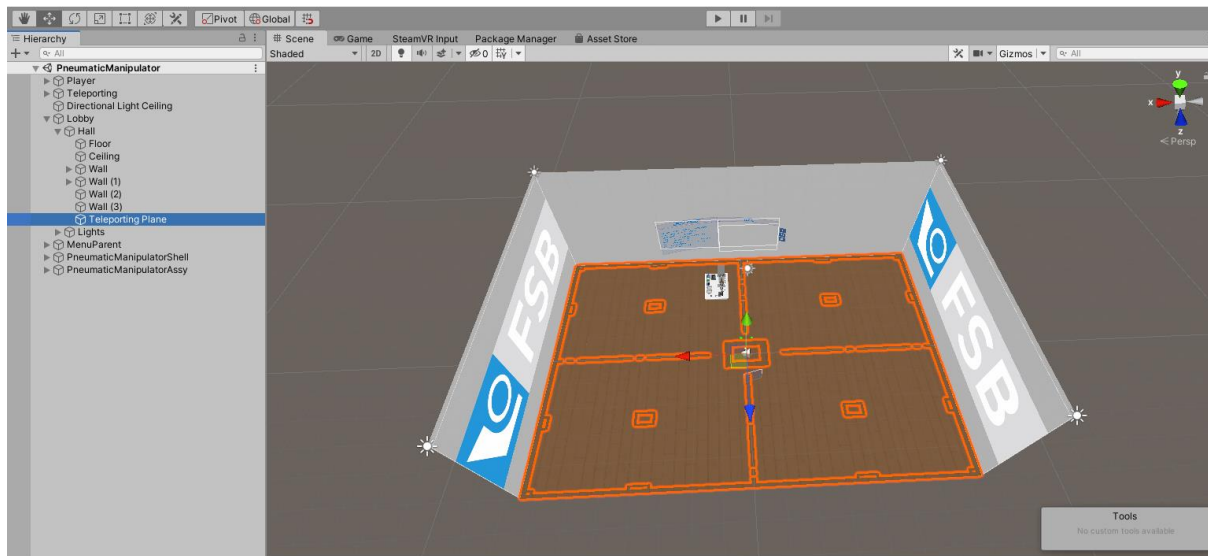 Pivot Global
Hierarchy
Scene Game SteamVR Input Package Manager Asset Store
All
Shaded 2D 0 Gizmos All
PneumaticManipulator
Player
Teleporting
Directional Light Ceiling
Lobby
Hall
Floor
Ceiling
Wall
Wall (1)
Wall (2)
Wall (3)
Teleporting Plane
Lights
MenuParent
PneumaticManipulatorShell
PneumaticManipulatorAssy
y
x
z
Persp
FSB
FSB
Tools
No custom tools available